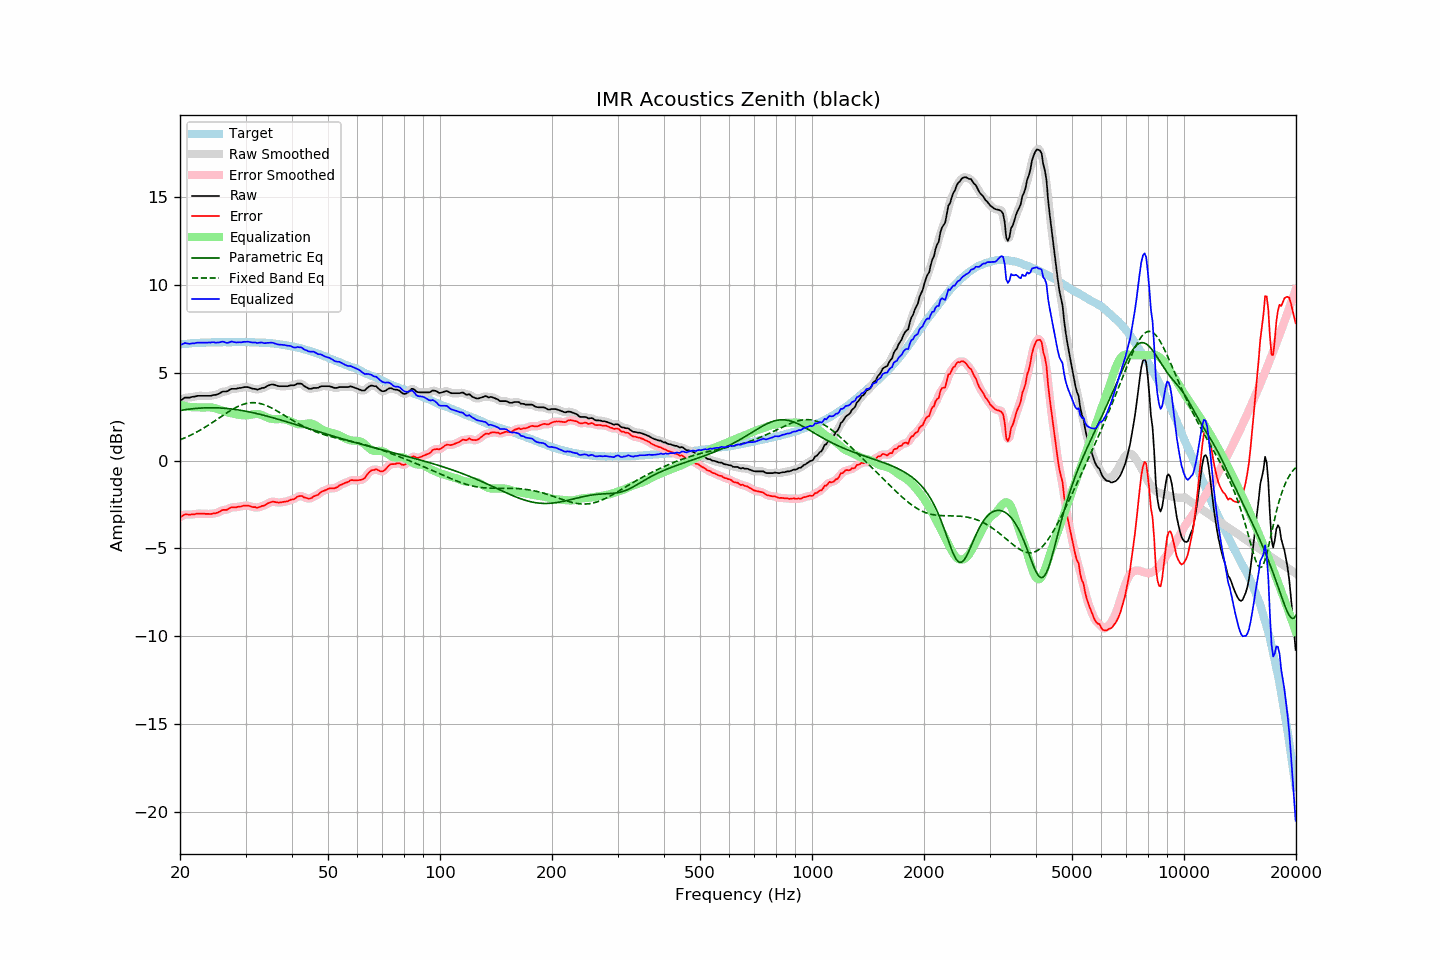 IMR Acoustics Zenith (black)
Target
Raw Smoothed
Error Smoothed
Raw
Error
Equalization
Parametric Eq
Fixed Band Eq
Equalized
15
10
5
0
−5
−10
−15
−20
Amplitude (dBr)
20 50 100 200 500 1000 2000 5000 10000 20000
Frequency (Hz)